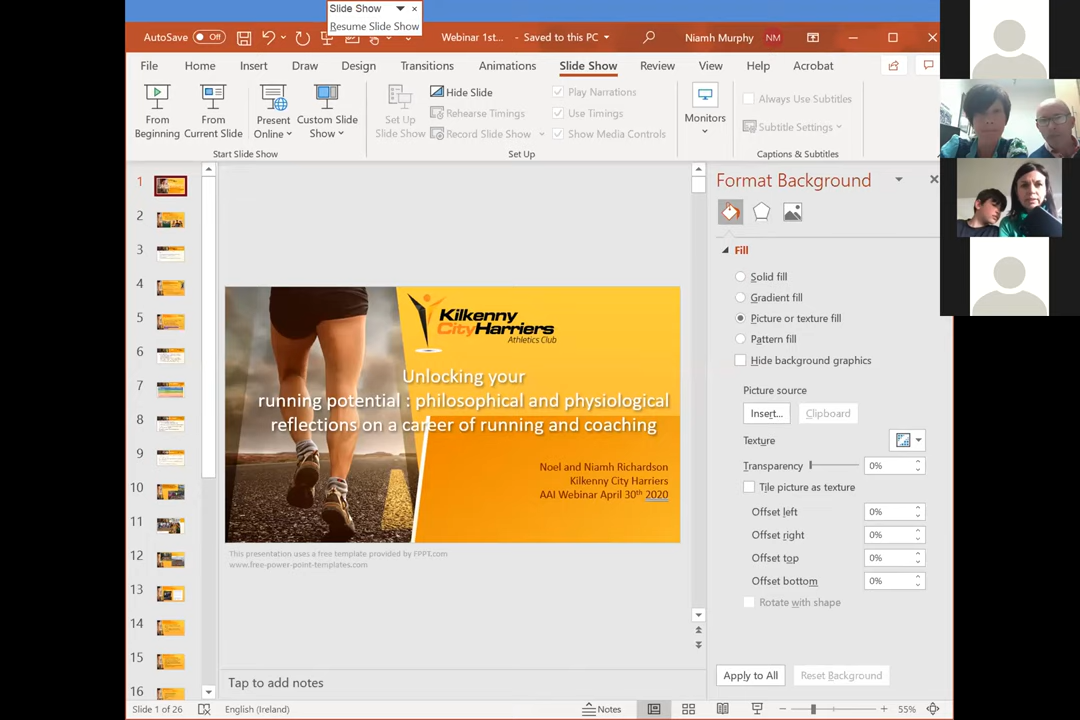 Slide Show
Resume Slide Show
AutoSave Off
Webinar 1st... - Saved to this PC
Niamh Murphy NM
File Home Insert Draw Design Transitions Animations Slide Show Review View Help Acrobat
From Beginning
From Current Slide
Present Online
Custom Slide Show
Start Slide Show
Set Up Slide Show
Hide Slide
Rehearse Timings
Record Slide Show
Play Narrations
Use Timings
Show Media Controls
Set Up
Monitors
Always Use Subtitles
Subtitle Settings
Captions & Subtitles
1
2
3
4
5
6
7
8
9
10
11
12
13
14
15
16
Kilkenny
CityHarriers
Athletics Club
Unlocking your
running potential : philosophical and physiological
reflections on a career of running and coaching
Noel and Niamh Richardson
Kilkenny City Harriers
AAI Webinar April 30th 2020
This presentation uses a free template provided by FPPT.com
www.free-power-point-templates.com
Format Background
Fill
Solid fill
Gradient fill
Picture or texture fill
Pattern fill
Hide background graphics
Picture source
Insert... Clipboard
Texture
Transparency 0%
Tile picture as texture
Offset left 0%
Offset right 0%
Offset top 0%
Offset bottom 0%
Rotate with shape
Apply to All Reset Background
Tap to add notes
Slide 1 of 26 English (Ireland) Notes 55%